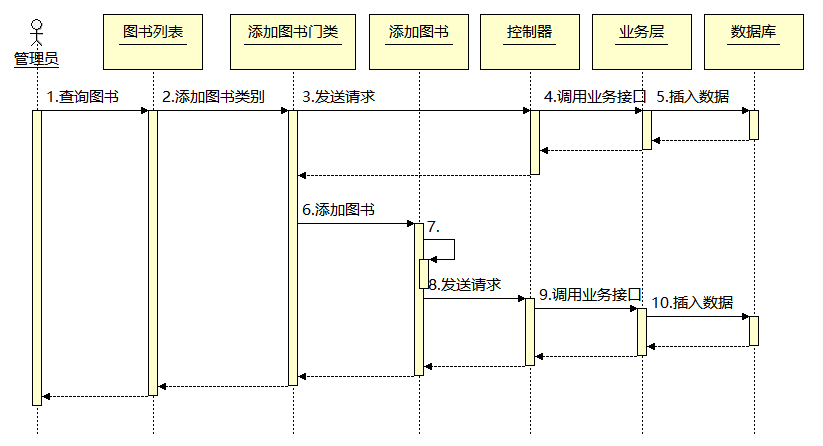 图书列表
添加图书门类
添加图书
控制器
业务层
数据库
管理员
1.查询图书
2.添加图书类别
3.发送请求
4.调用业务接口
5.插入数据
6.添加图书
7.
8.发送请求
9.调用业务接口
10.插入数据